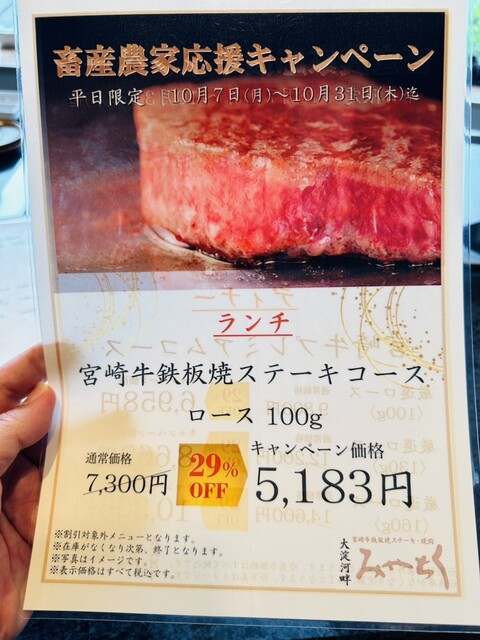 畜産農家応援キャンペーン
平日限定 10月7日(月)～10月31日(木)迄
ランチ
宮崎牛鉄板焼ステーキコース
ロース 100g
通常価格
7,300円
29%
OFF
キャンペーン価格
5,183円
※割引対象外メニューとなります。
※在庫がなくなり次第、終了となります。
※写真はイメージです。
※表示価格はすべて税込です。
宮崎牛鉄板焼ステーキ・焼肉
大淀河畔
みやちく